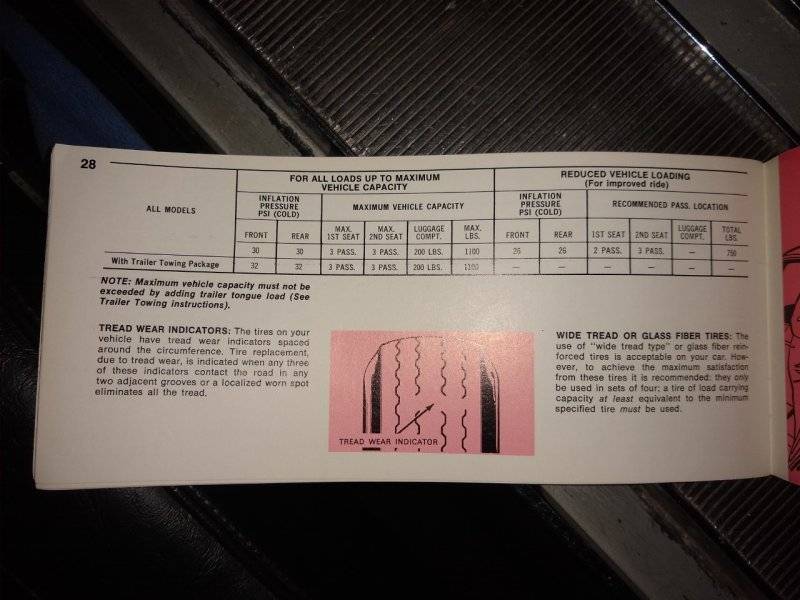 28
FOR ALL LOADS UP TO MAXIMUM
VEHICLE CAPACITY
REDUCED VEHICLE LOADING
(For improved ride)
ALL MODELS
INFLATION
PRESSURE
PSI (COLD)
MAXIMUM VEHICLE CAPACITY
INFLATION
PRESSURE
PSI (COLD)
RECOMMENDED PASS. LOCATION
FRONT REAR MAX. 1ST SEAT MAX. 2ND SEAT LUGGAGE COMPT. MAX. LBS. FRONT REAR 1ST SEAT 2ND SEAT LUGGAGE COMPT. TOTAL LBS.
30 30 3 PASS. 3 PASS. 200 LBS. 1100 26 26 2 PASS. 3 PASS. — 750
With Trailer Towing Package 32 32 3 PASS. 3 PASS. 200 LBS. 1100 — — — — — —
NOTE: Maximum vehicle capacity must not be
exceeded by adding trailer tongue load (See
Trailer Towing instructions).
TREAD WEAR INDICATORS: The tires on your
vehicle have tread wear indicators spaced
around the circumference. Tire replacement,
due to tread wear, is indicated when any three
of these indicators contact the road in any
two adjacent grooves or a localized worn spot
eliminates all the tread.
TREAD WEAR INDICATOR
WIDE TREAD OR GLASS FIBER TIRES: The
use of "wide tread type" or glass fiber rein-
forced tires is acceptable on your car. How-
ever, to achieve the maximum satisfaction
from these tires it is recommended: they only
be used in sets of four; a tire of load carrying
capacity at least equivalent to the minimum
specified tire must be used.